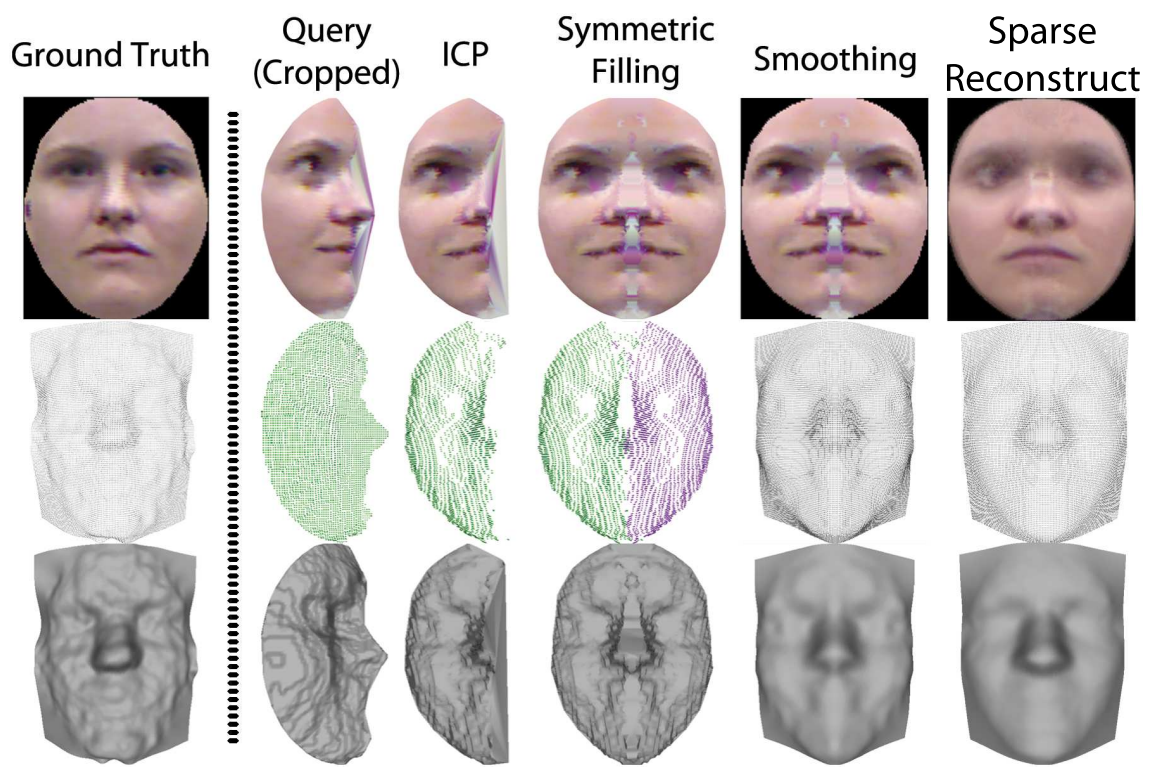 Ground Truth
Query
(Cropped)
ICP
Symmetric
Filling
Smoothing
Sparse
Reconstruct